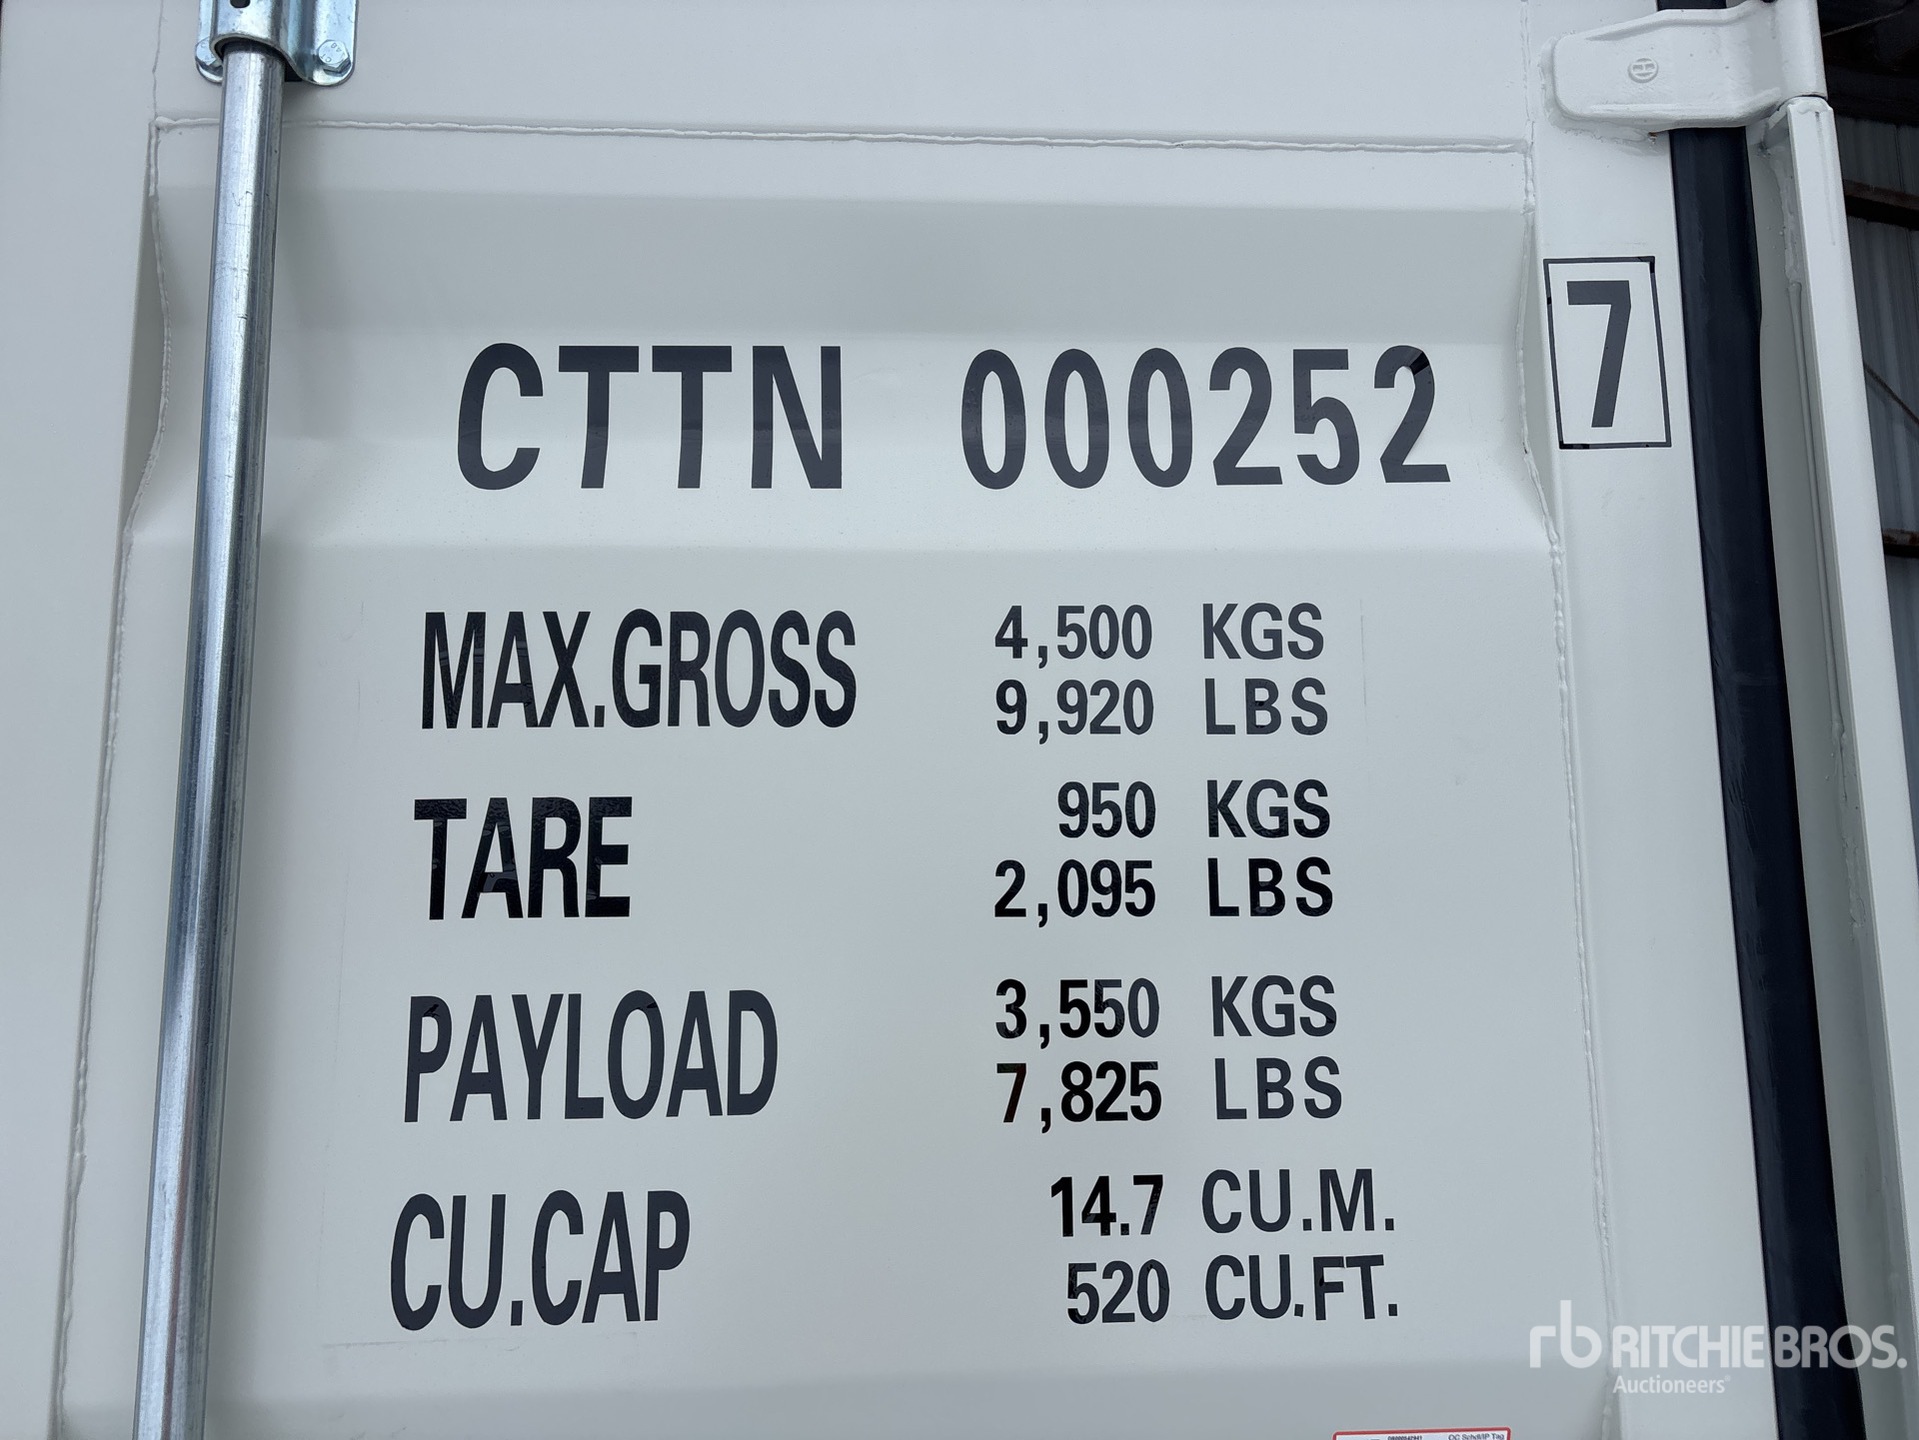 CTTN 000252 7
MAX.GROSS 4,500 KGS
9,920 LBS
TARE 950 KGS
2,095 LBS
PAYLOAD 3,550 KGS
7,825 LBS
CU.CAP 14.7 CU.M.
520 CU.FT.
rb RITCHIE BROS.
Auctioneers